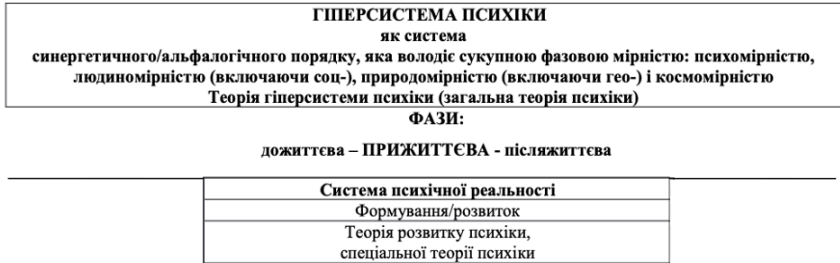 ГІПЕРСИСТЕМА ПСИХІКИ
як система
синергетичного/альфалогічного порядку, яка володіє сукупною фазовою мірністю: психомірністю,
людиномірністю (включаючи соц-), природомірністю (включаючи гео-) і космомірністю
Теорія гіперсистеми психіки (загальна теорія психіки)
ФАЗИ:
дожиттєва – ПРИЖИТТЄВА - післяжиттєва
Система психічної реальності
Формування/розвиток
Теорія розвитку психіки,
спеціальної теорії психіки